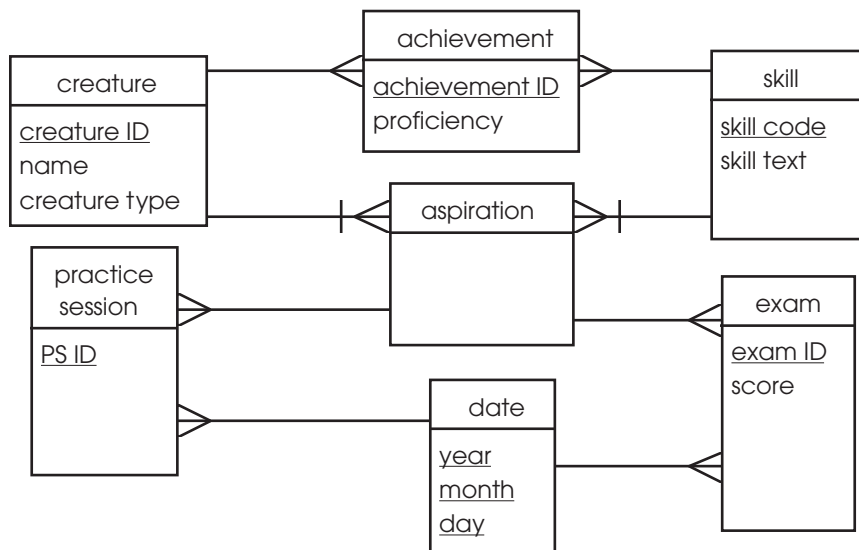 achievement
achievement ID
proficiency
creature
creature ID
name
creature type
skill
skill code
skill text
aspiration
practice
session
PS ID
exam
exam ID
score
date
year
month
day